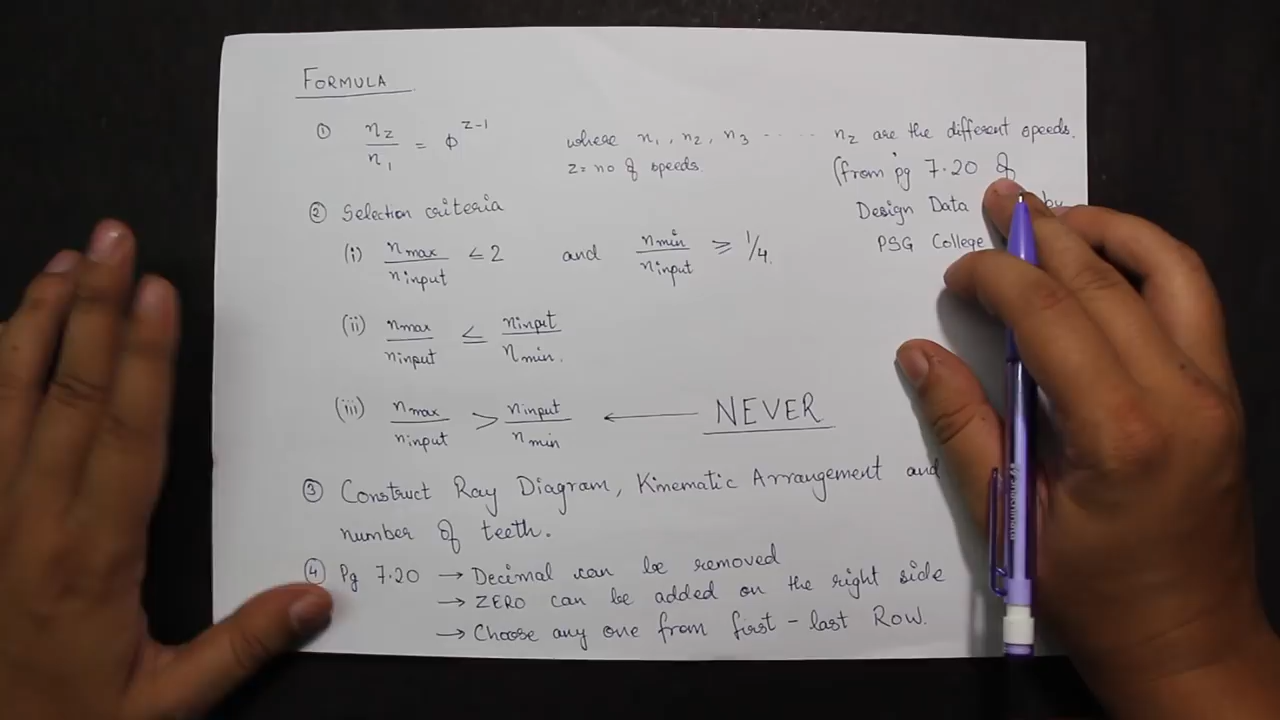 FORMULA
① nz/n1 = ϕ^(z-1) where n1, n2, n3 ...... nz are the different speeds.
z = no of speeds. (from pg 7.20 of
② Selection criteria Design Data by
PSG College
(i) nmax/ninput ≤ 2 and nmin/ninput ≥ 1/4.
(ii) nmax/ninput ≤ ninput/nmin.
(iii) nmax/ninput > ninput/nmin ← NEVER
③ Construct Ray Diagram, Kinematic Arrangement and
number of teeth.
④ Pg 7.20 → Decimal can be removed
→ ZERO can be added on the right side
→ Choose any one from first - last Row.